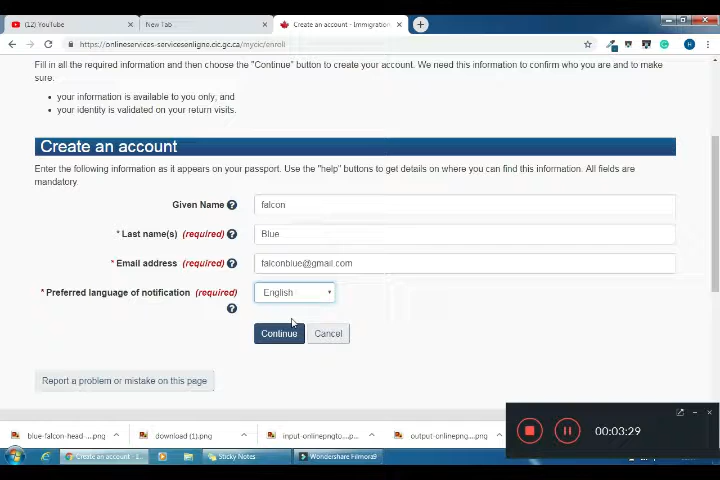 (12) YouTube
New Tab
Create an account - Immigration
https://onlineservices-servicesenligne.cic.gc.ca/mycic/enroll
Fill in all the required information and then choose the "Continue" button to create your account. We need this information to confirm who you are and to make
sure.
your information is available to you only, and
your identity is validated on your return visits.
Create an account
Enter the following information as it appears on your passport. Use the "help" buttons to get details on where you can find this information. All fields are
mandatory.
Given Name ?
falcon
* Last name(s) (required) ?
Blue
* Email address (required) ?
falconblue@gmail.com
* Preferred language of notification (required)
English
?
Continue
Cancel
Report a problem or mistake on this page
blue-falcon-head-....png
download (1).png
input-onlinepngto....png
output-onlinepng....png
00:03:29
Create an account - I...
Sticky Notes
Wondershare Filmora9